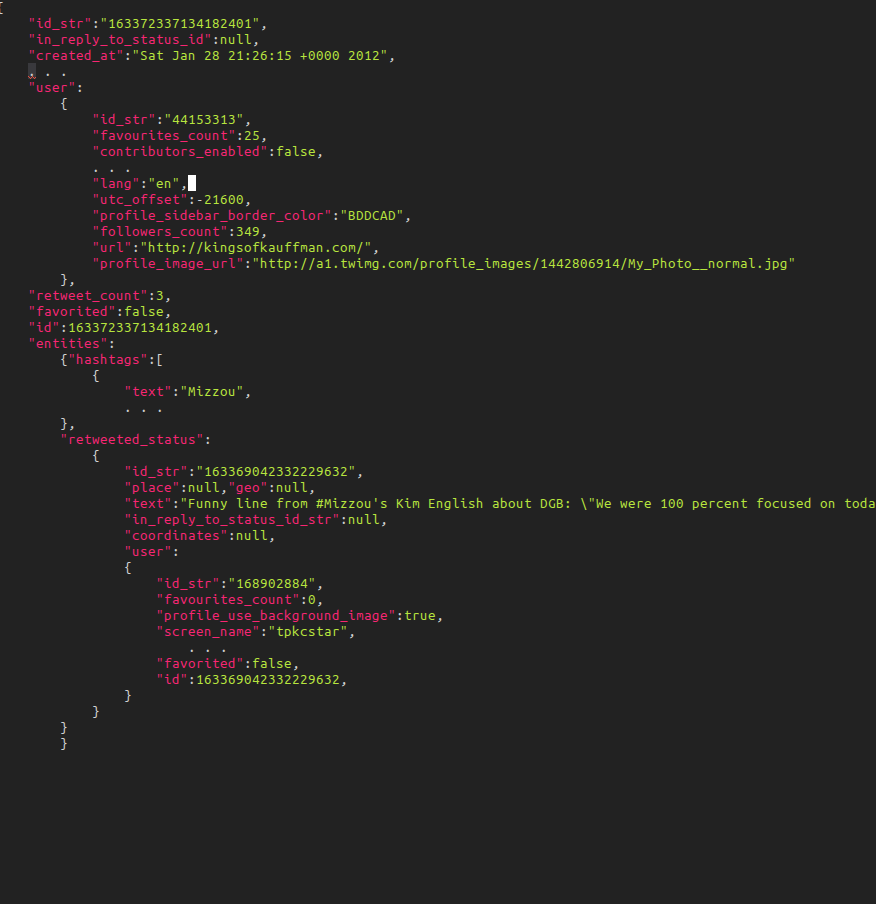 {
"id_str":"163372337134182401",
"in_reply_to_status_id":null,
"created_at":"Sat Jan 28 21:26:15 +0000 2012",
. . .
"user":
{
"id_str":"44153313",
"favourites_count":25,
"contributors_enabled":false,
. . .
"lang":"en",
"utc_offset":-21600,
"profile_sidebar_border_color":"BDDCAD",
"followers_count":349,
"url":"http://kingsofkauffman.com/",
"profile_image_url":"http://a1.twimg.com/profile_images/1442806914/My_Photo__normal.jpg"
},
"retweet_count":3,
"favorited":false,
"id":163372337134182401,
"entities":
{"hashtags":[
{
"text":"Mizzou",
. . .
},
"retweeted_status":
{
"id_str":"163369042332229632",
"place":null,"geo":null,
"text":"Funny line from #Mizzou's Kim English about DGB: \"We were 100 percent focused on toda
"in_reply_to_status_id_str":null,
"coordinates":null,
"user":
{
"id_str":"168902884",
"favourites_count":0,
"profile_use_background_image":true,
"screen_name":"tpkcstar",
. . .
"favorited":false,
"id":163369042332229632,
}
}
}
}